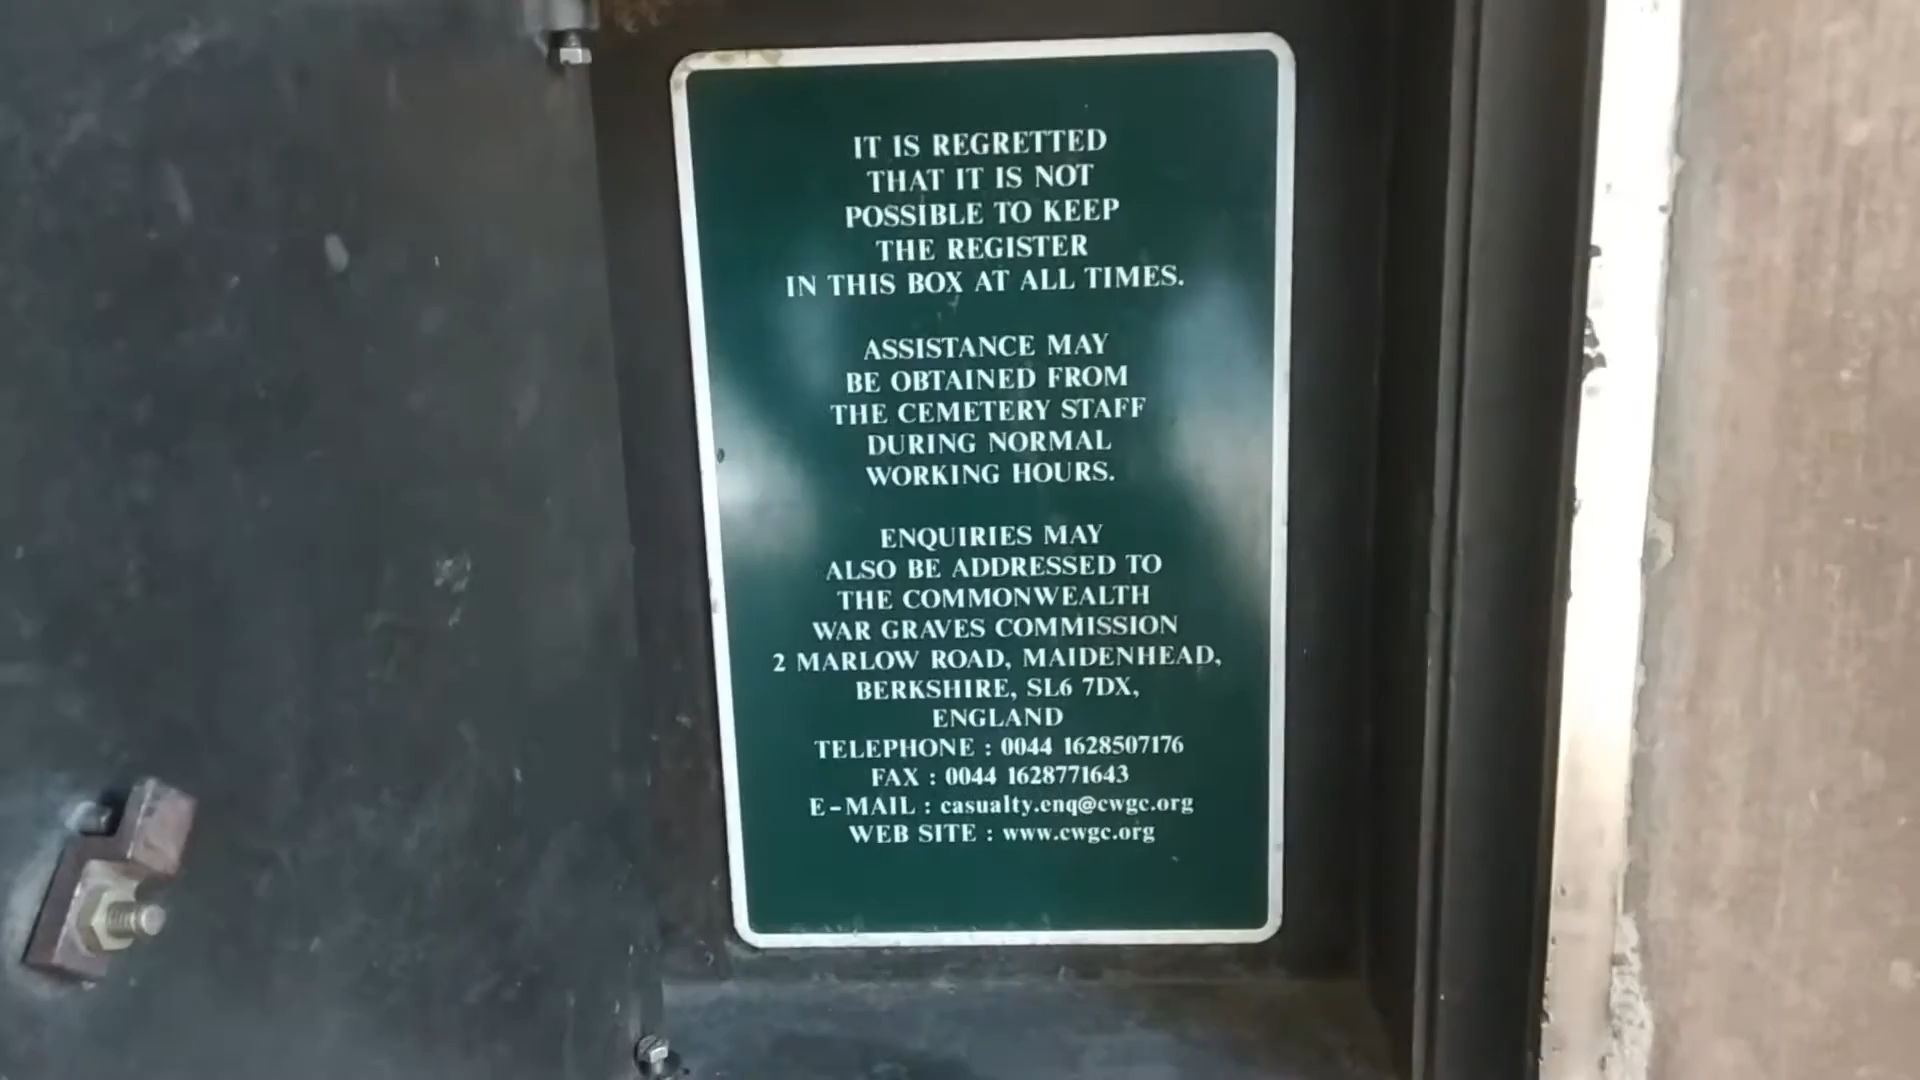 IT IS REGRETTED
THAT IT IS NOT
POSSIBLE TO KEEP
THE REGISTER
IN THIS BOX AT ALL TIMES.
ASSISTANCE MAY
BE OBTAINED FROM
THE CEMETERY STAFF
DURING NORMAL
WORKING HOURS.
ENQUIRIES MAY
ALSO BE ADDRESSED TO
THE COMMONWEALTH
WAR GRAVES COMMISSION
2 MARLOW ROAD, MAIDENHEAD,
BERKSHIRE, SL6 7DX,
ENGLAND
TELEPHONE : 0044 1628507176
FAX : 0044 1628771643
E-MAIL : casualty.enq@cwgc.org
WEB SITE : www.cwgc.org